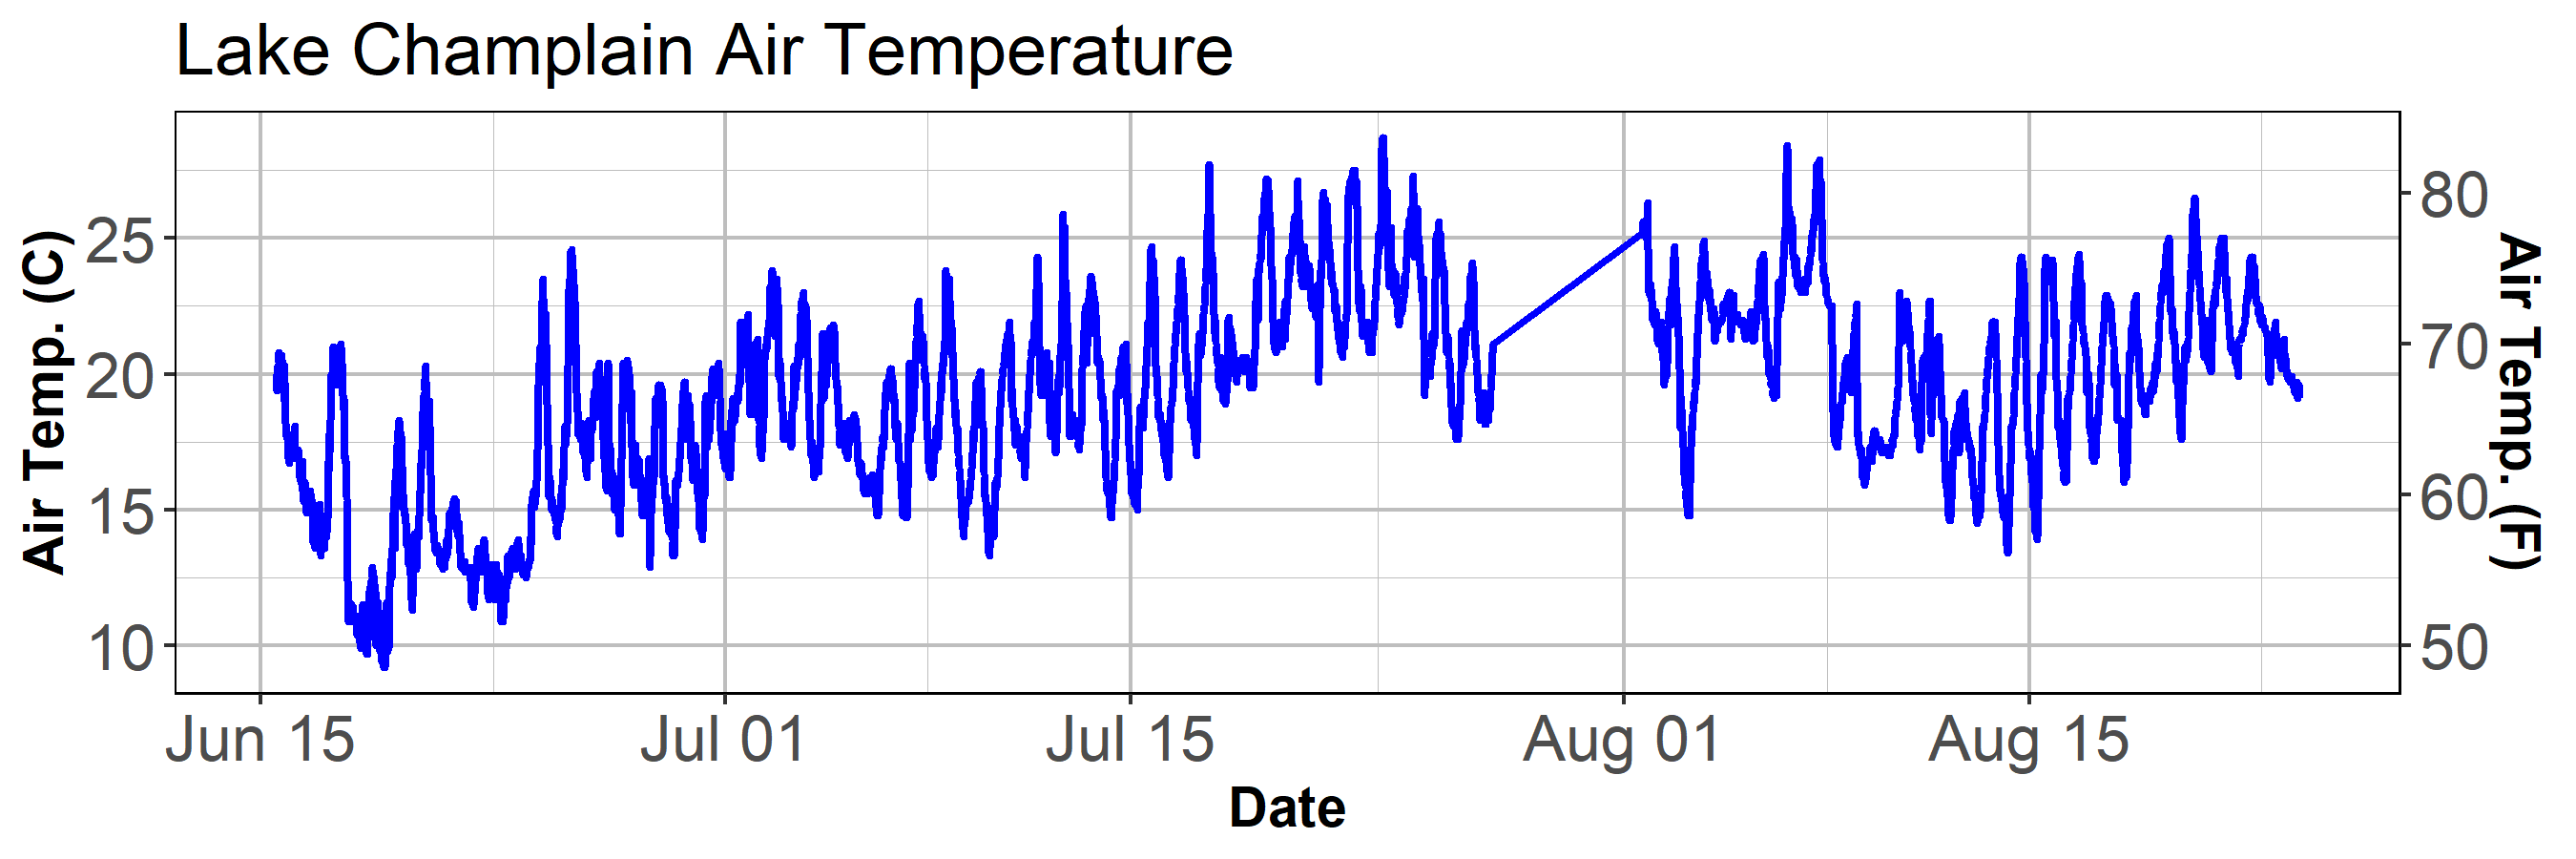 Lake Champlain Air Temperature
Air Temp. (C)
25
20
15
10
80
70
60
50
Air Temp. (F)
Jun 15
Jul 01
Jul 15
Aug 01
Aug 15
Date